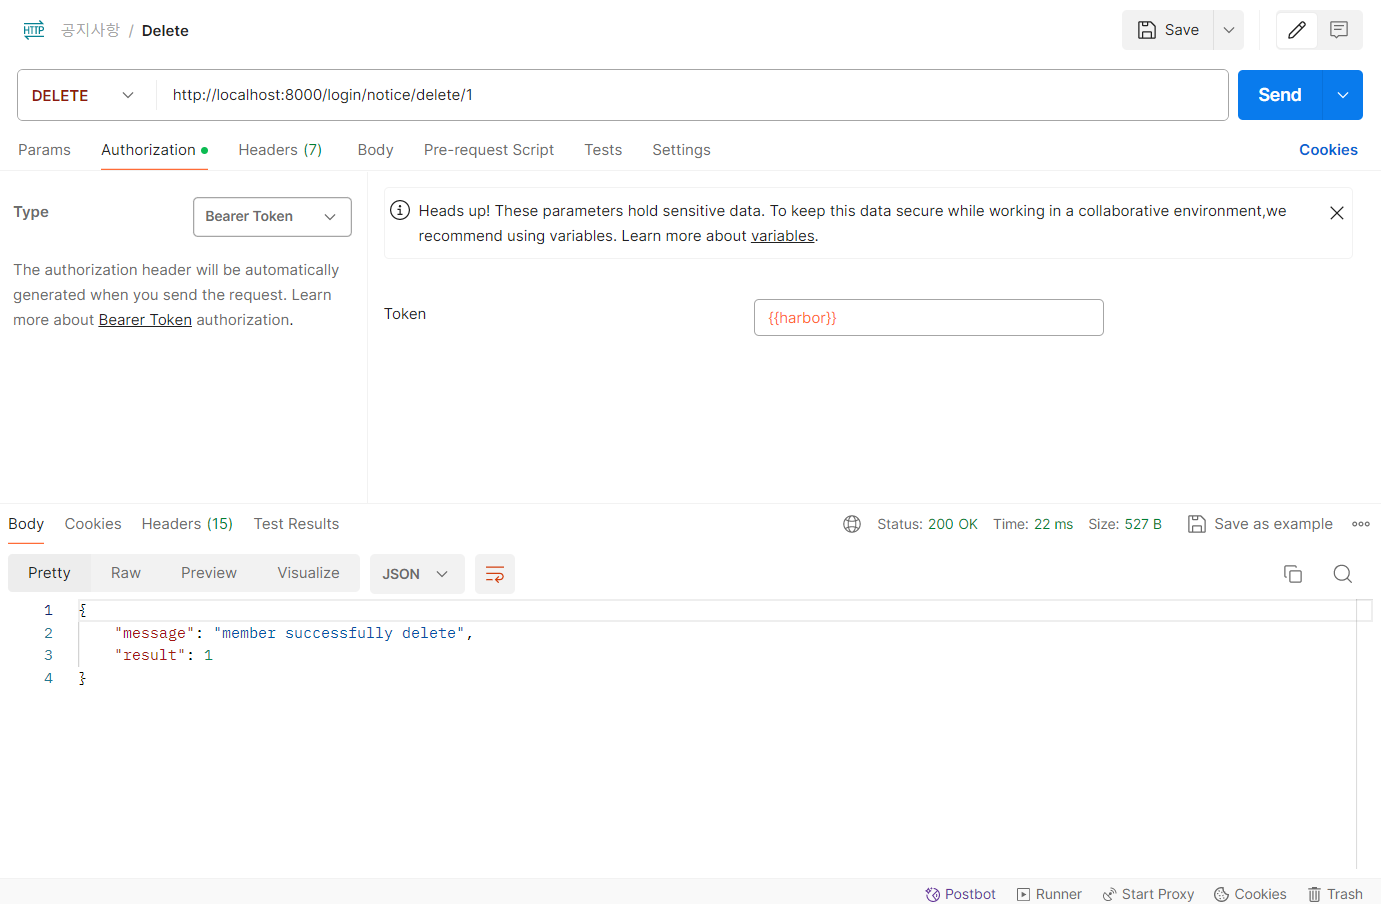 HTTP 공지사항 / Delete
Save
DELETE http://localhost:8000/login/notice/delete/1 Send
Params Authorization Headers (7) Body Pre-request Script Tests Settings Cookies
Type Bearer Token
The authorization header will be automatically
generated when you send the request. Learn
more about Bearer Token authorization.
Heads up! These parameters hold sensitive data. To keep this data secure while working in a collaborative environment,we
recommend using variables. Learn more about variables.
Token {{harbor}}
Body Cookies Headers (15) Test Results Status: 200 OK Time: 22 ms Size: 527 B Save as example
Pretty Raw Preview Visualize JSON
1 {
2 "message": "member successfully delete",
3 "result": 1
4 }
Postbot Runner Start Proxy Cookies Trash